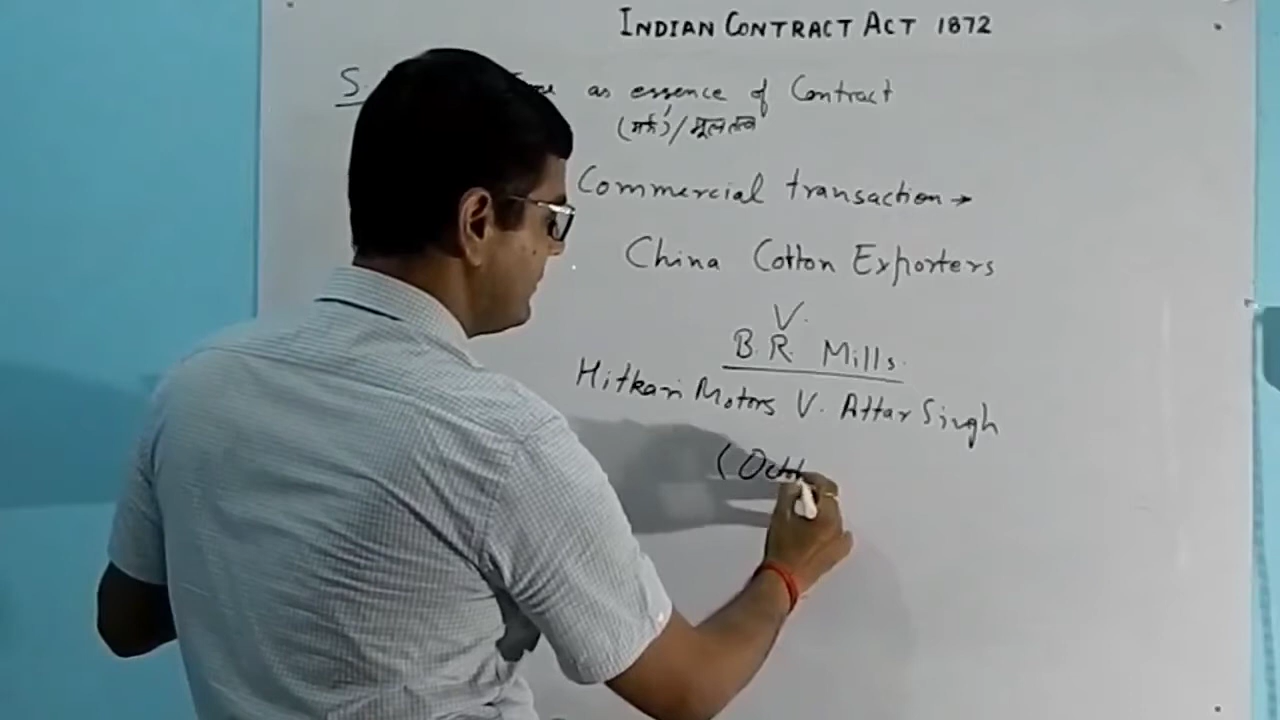 INDIAN CONTRACT ACT 1872
S. as essence of Contract
(मर्म)/मूलतत्व
Commercial transaction →
China Cotton Exporters
V.
B. R. Mills.
Hitkari Motors V. Attar Singh
(Octo